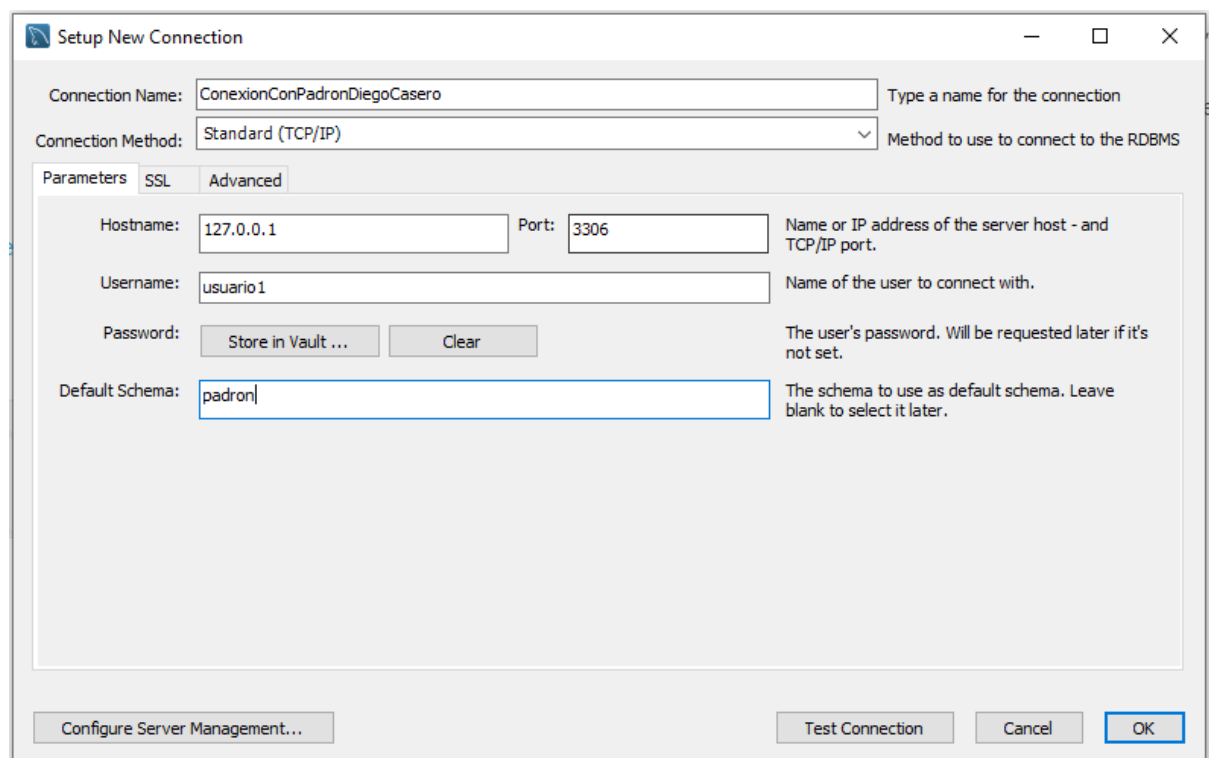 Setup New Connection
Connection Name: ConexionConPadronDiegoCasero Type a name for the connection
Connection Method: Standard (TCP/IP) Method to use to connect to the RDBMS
Parameters SSL Advanced
Hostname: 127.0.0.1 Port: 3306 Name or IP address of the server host - and
TCP/IP port.
Username: usuario1 Name of the user to connect with.
Password: Store in Vault ... Clear The user's password. Will be requested later if it's
not set.
Default Schema: padron The schema to use as default schema. Leave
blank to select it later.
Configure Server Management... Test Connection Cancel OK